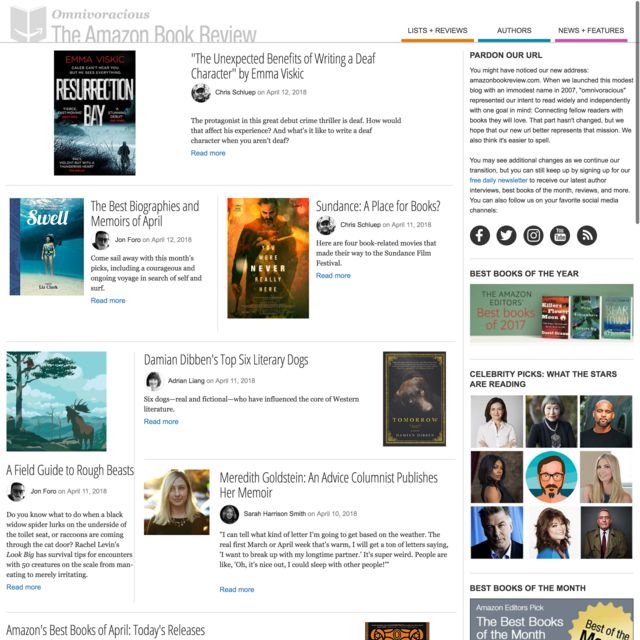 Omnivoracious
The Amazon Book Review
LISTS + REVIEWS
AUTHORS
NEWS + FEATURES
EMMA VISKIC
CALEB CAN'T HEAR YOU
BUT HE SEES EVERYTHING.
RESURRECTION
BAY
"The Unexpected Benefits of Writing a Deaf
Character" by Emma Viskic
Chris Schluep on April 12, 2018
The protagonist in this great debut crime thriller is deaf. How would
that affect his experience? And what's it like to write a deaf
character when you aren't deaf?
Read more
Swell
Liz Clark
The Best Biographies and
Memoirs of April
Jon Foro on April 12, 2018
Come sail away with this month's
picks, including a courageous and
ongoing voyage in search of self and
surf.
Read more
YOU
WERE
NEVER
REALLY
HERE
Sundance: A Place for Books?
Chris Schluep on April 11, 2018
Here are four book-related movies that
made their way to the Sundance Film
Festival.
Read more
A Field Guide to Rough Beasts
Jon Foro on April 11, 2018
Do you know what to do when a black
widow spider lurks on the underside of
the toilet seat, or raccoons are coming
through the cat door? Rachel Levin's
Look Big has survival tips for encounters
with 50 creatures on the scale from man-
eating to merely irritating.
Read more
Damian Dibben's Top Six Literary Dogs
Adrian Liang on April 11, 2018
Six dogs—real and fictional—who have influenced the core of Western
literature.
Read more
TOMORROW
DAMIAN DIBBEN
Meredith Goldstein: An Advice Columnist Publishes
Her Memoir
Sarah Harrison Smith on April 10, 2018
"I can tell what kind of letter I'm going to get based on the weather. The
real first March or April week that's warm, I will get a ton of letters saying,
'I want to break up with my longtime partner.' It's super weird. People are
like, 'Oh, it's nice out, I could sleep with other people!'"
Read more
Amazon's Best Books of April: Today's Releases
PARDON OUR URL
You might have noticed our new address:
amazonbookreview.com. When we launched this modest
blog with an immodest name in 2007, "omnivoracious"
represented our intent to read widely and independently
with one goal in mind: Connecting fellow readers with
books they will love. That part hasn't changed, but we
hope that our new url better represents that mission. We
also think it's easier to spell.
You may see additional changes as we continue our
transition, but you can still keep up by signing up for our
free daily newsletter to receive our latest author
interviews, best books of the month, reviews, and more.
You can also follow us on your favorite social media
channels:
You
Tube
BEST BOOKS OF THE YEAR
THE AMAZON
EDITORS'
Best books
of 2017
Killers of the
Flower
Moon
David Grann
BEAR
TOWN
CELEBRITY PICKS: WHAT THE STARS
ARE READING
BEST BOOKS OF THE MONTH
Amazon Editors Pick
The Best Books
of the Month
Best of the